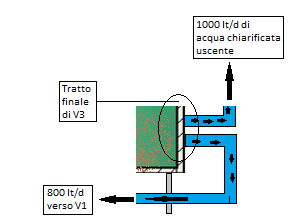 1000 lt/d di
acqua chiarificata
uscente
Tratto
finale
di V3
800 lt/d
verso V1